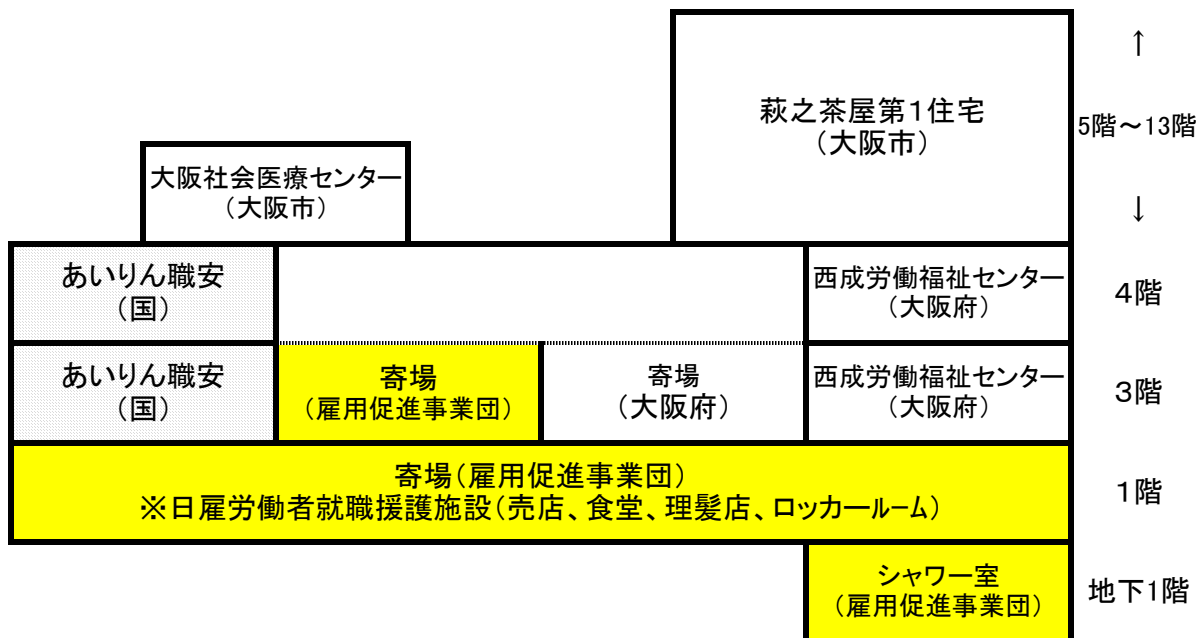 ↑
萩之茶屋第1住宅
（大阪市）
5階～13階
↓
大阪社会医療センター
（大阪市）
あいりん職安
（国）
西成労働福祉センター
（大阪府）
4階
あいりん職安
（国）
寄場
（雇用促進事業団）
寄場
（大阪府）
西成労働福祉センター
（大阪府）
3階
寄場（雇用促進事業団）
※日雇労働者就職援護施設（売店、食堂、理髪店、ロッカールーム）
1階
シャワー室
（雇用促進事業団）
地下1階